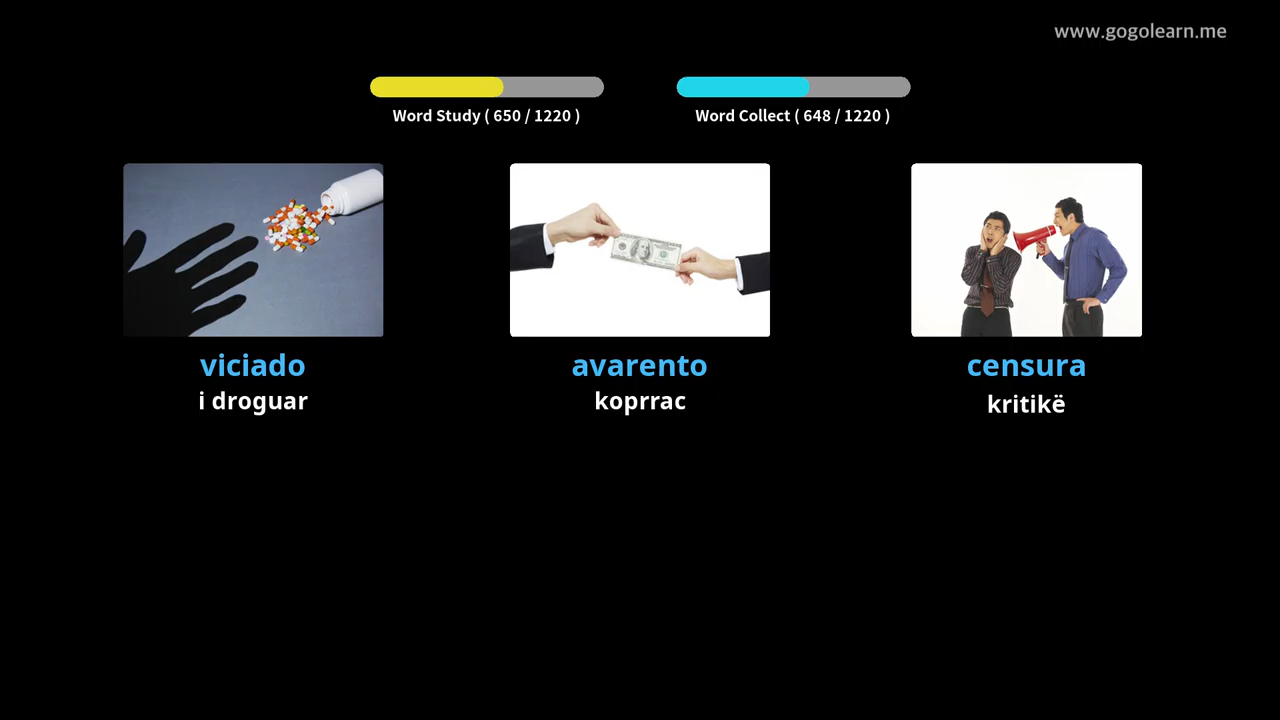 www.gogolearn.me
Word Study ( 650 / 1220 )
Word Collect ( 648 / 1220 )
viciado
i droguar
avarento
koprrac
censura
kritikë